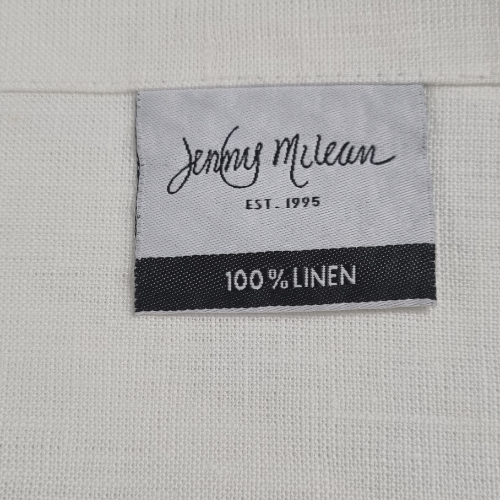 Jenny Mclean
EST. 1995
100% LINEN